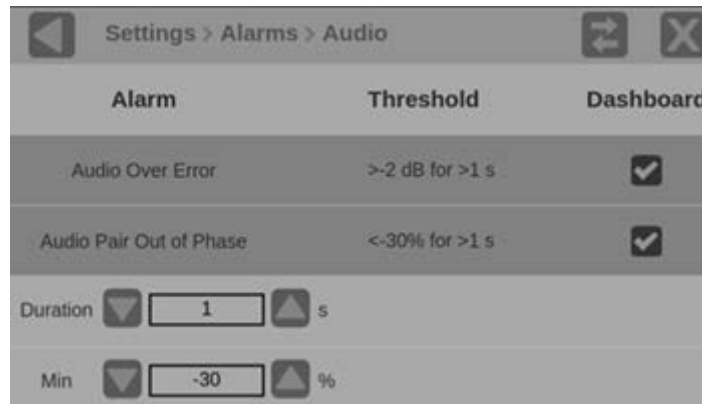 Settings > Alarms > Audio
Alarm Threshold Dashboard
Audio Over Error >-2 dB for >1 s
Audio Pair Out of Phase <-30% for >1 s
Duration 1 s
Min -30 %